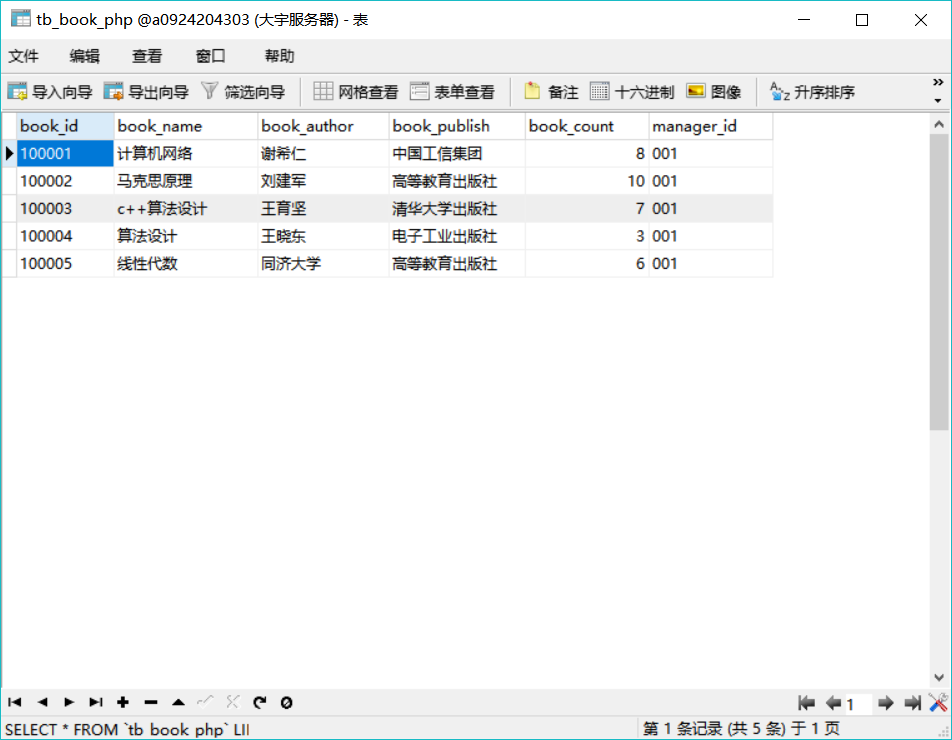 tb_book_php @a0924204303 (大宇服务器) - 表
文件 编辑 查看 窗口 帮助
导入向导 导出向导 筛选向导 网格查看 表单查看 备注 十六进制 图像 升序排序
book_id book_name book_author book_publish book_count manager_id
100001 计算机网络 谢希仁 中国工信集团 8 001
100002 马克思原理 刘建军 高等教育出版社 10 001
100003 c++算法设计 王育坚 清华大学出版社 7 001
100004 算法设计 王晓东 电子工业出版社 3 001
100005 线性代数 同济大学 高等教育出版社 6 001
1
SELECT * FROM `tb_book_php` LII 第 1 条记录 (共 5 条) 于 1 页